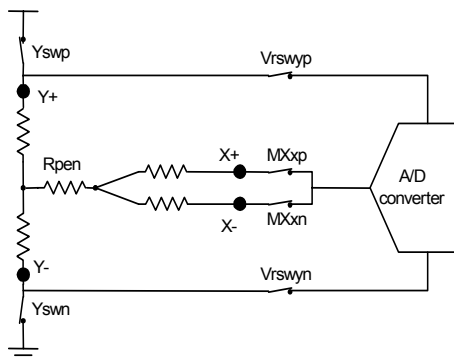 Yswp
Vrswyp
Y+
Rpen
X+
MXxp
A/D
converter
X-
MXxn
Y-
Vrswyn
Yswn